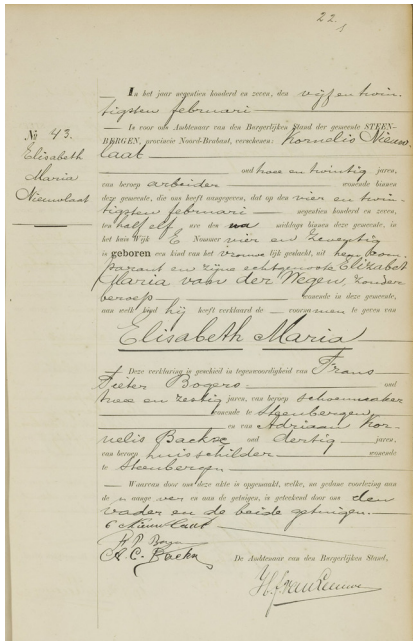 22
Nº 43.
Elisabeth
Maria
Nieuwlaat
In het jaar negentien honderd en zeven, den vijf en twin-
tigsten februari
Is voor ons Ambtenaar van den Burgerlijken Stand der gemeente STEEN-
BERGEN, provincie Noord-Brabant, verschenen: Kornelis Nieuw
laat
oud twee en twintig jaren,
van beroep arbeider wonende binnen
deze gemeente, die ons heeft aangegeven, dat op den vier en twin-
tigsten februari negentien honderd en zeven,
ten half elf ure des na middags binnen deze gemeente, in
het huis Wijk E Nommer vier en zeventig
is geboren een kind van het vrouwelijk geslacht, uit hem com-
parant en zijne echtgenoote Elizabet
Maria van der Wegen, zonder
beroep wonende in deze gemeente,
aan welk kind hij heeft verklaard de voornamen te geven van
Elisabeth Maria
Deze verklaring is geschied in tegenwoordigheid van Frans
Pieter Bogers oud
twee en zestig jaren, van beroep schoenmaker
wonende te Steenbergen
en van Adriaan Kor-
nelis Backx oud dertig jaren,
van beroep huisschilder wonende
te Steenbergen
Waarvan door ons deze akte is opgemaakt, welke, na gedane voorlezing aan
de aangever en aan de getuigen, is geteekend door ons den
vader en de beide getuigen.
C Nieuwlaat
P Bogers
A. C. Backx
De Ambtenaar van den Burgerlijken Stand,